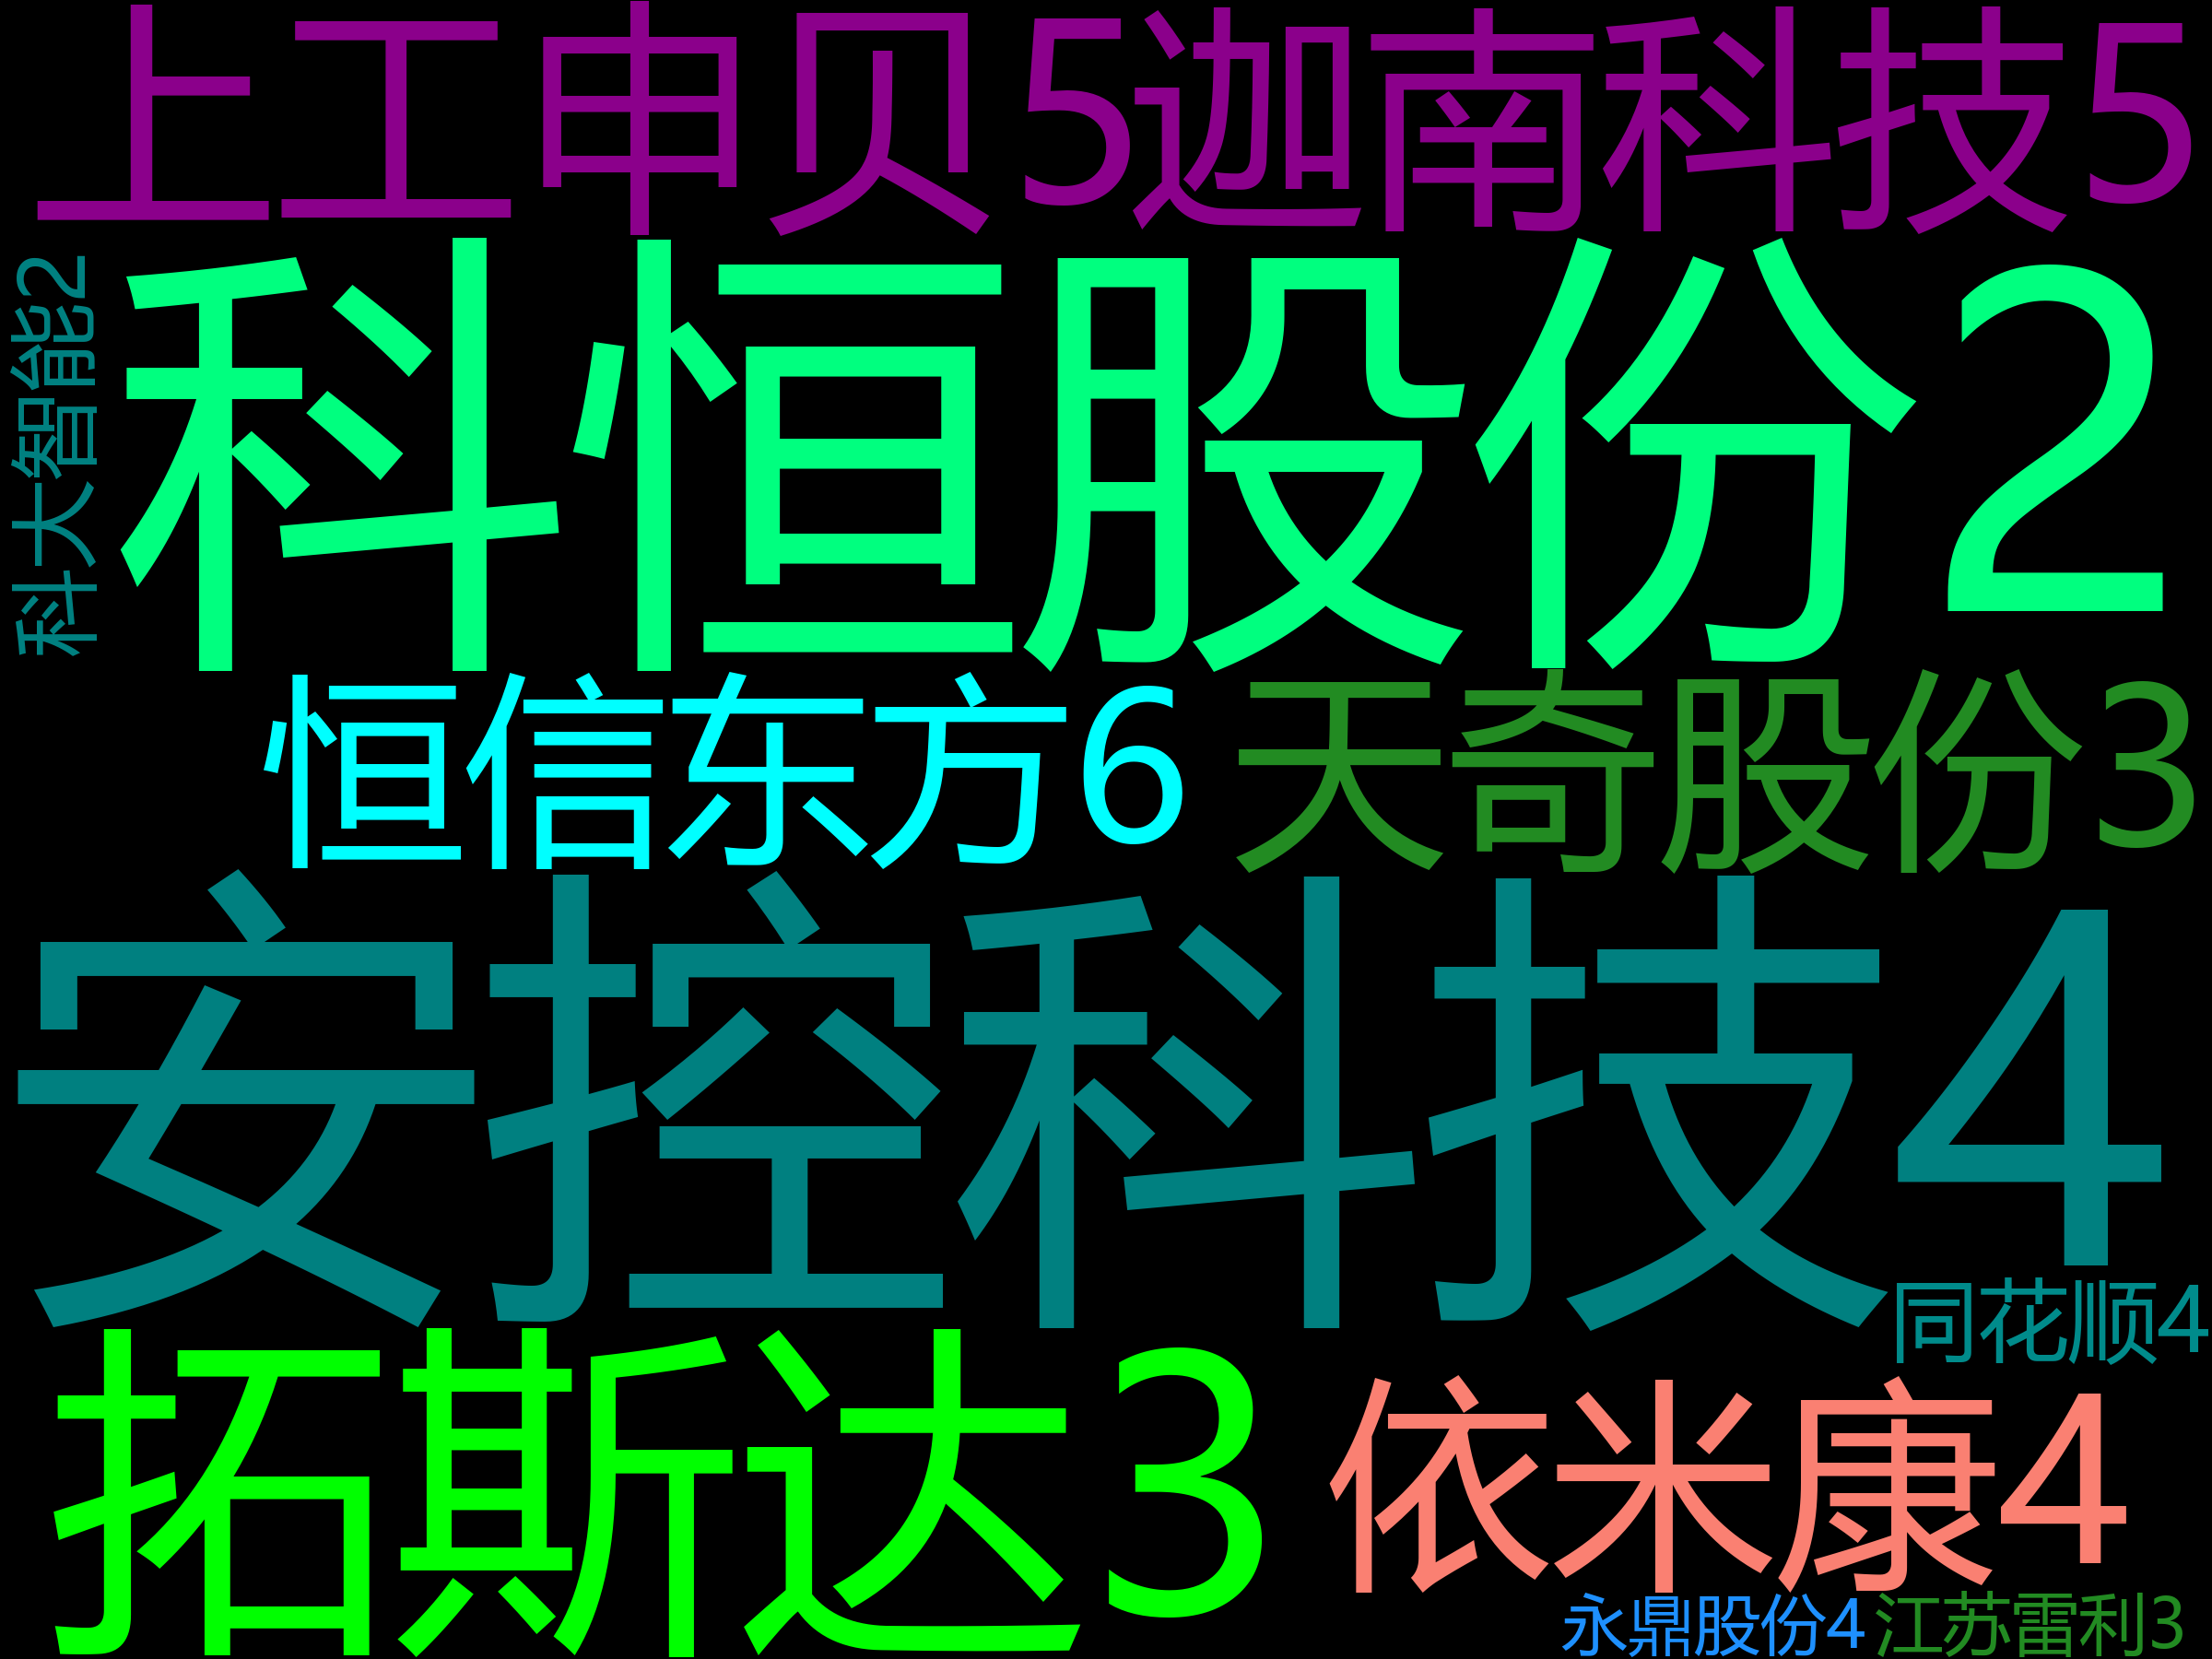 上工申贝5
迦南科技5
科大智能2
科恒股份2
恒信东方6
天奇股份3
安控科技4
同花顺4
拓斯达3
依米康4
永鼎股份4
江苏雷利3